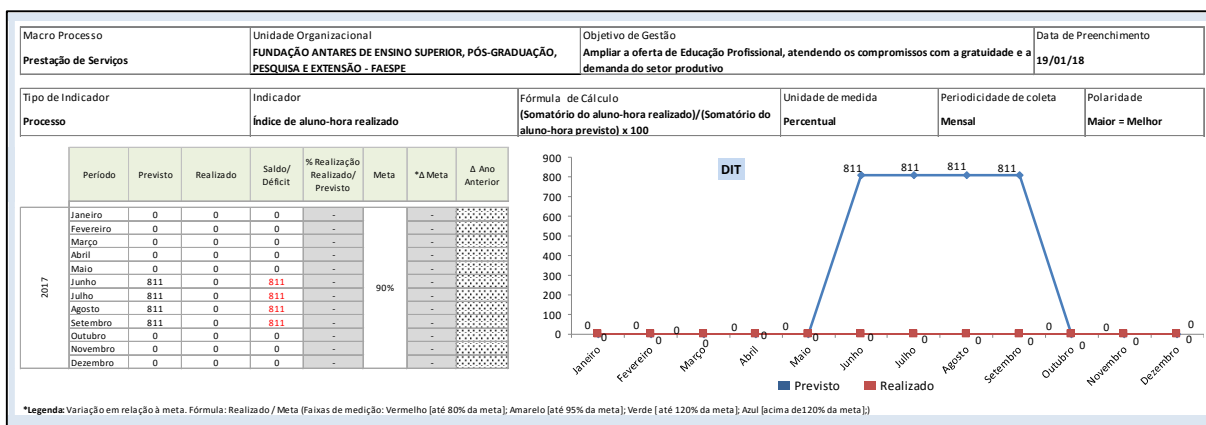 Macro Processo
Prestação de Serviços
Unidade Organizacional
FUNDAÇÃO ANTARES DE ENSINO SUPERIOR, PÓS-GRADUAÇÃO,
PESQUISA E EXTENSÃO - FAESPE
Objetivo de Gestão
Ampliar a oferta de Educação Profissional, atendendo os compromissos com a gratuidade e a
demanda do setor produtivo
Data de Preenchimento
19/01/18
Tipo de Indicador
Processo
Indicador
Índice de aluno-hora realizado
Fórmula de Cálculo
(Somatório do aluno-hora realizado)/(Somatório do
aluno-hora previsto) x 100
Unidade de medida
Percentual
Periodicidade de coleta
Mensal
Polaridade
Maior = Melhor
Período Previsto Realizado Saldo/ Déficit % Realização Realizado/ Previsto Meta *Δ Meta Δ Ano Anterior
2017
Janeiro 0 0 0 - -
Fevereiro 0 0 0 - -
Março 0 0 0 - -
Abril 0 0 0 - -
Maio 0 0 0 - -
Junho 811 0 811 - -
90%
Julho 811 0 811 - -
Agosto 811 0 811 - -
Setembro 811 0 811 - -
Outubro 0 0 0 - -
Novembro 0 0 0 - -
Dezembro 0 0 0 - -
DIT
900
800
700
600
500
400
300
200
100
0
811 811 811 811
0 0 0 0 0 0 0 0
0 0 0 0 0 0 0 0 0 0 0 0
Janeiro Fevereiro Março Abril Maio Junho Julho Agosto Setembro Outubro Novembro Dezembro
Previsto Realizado
*Legenda: Variação em relação à meta. Fórmula: Realizado / Meta (Faixas de medição: Vermelho [até 80% da meta]; Amarelo [até 95% da meta]; Verde [até 120% da meta]; Azul [acima de120% da meta];)